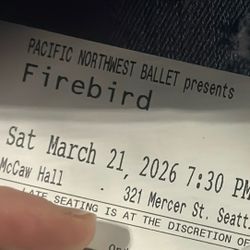 PACIFIC NORTHWEST BALLET presents
Firebird
Sat March 21, 2026 7:30 PM
McCaw Hall · 321 Mercer St. Seatt
LATE SEATING IS AT THE DISCRETION OF